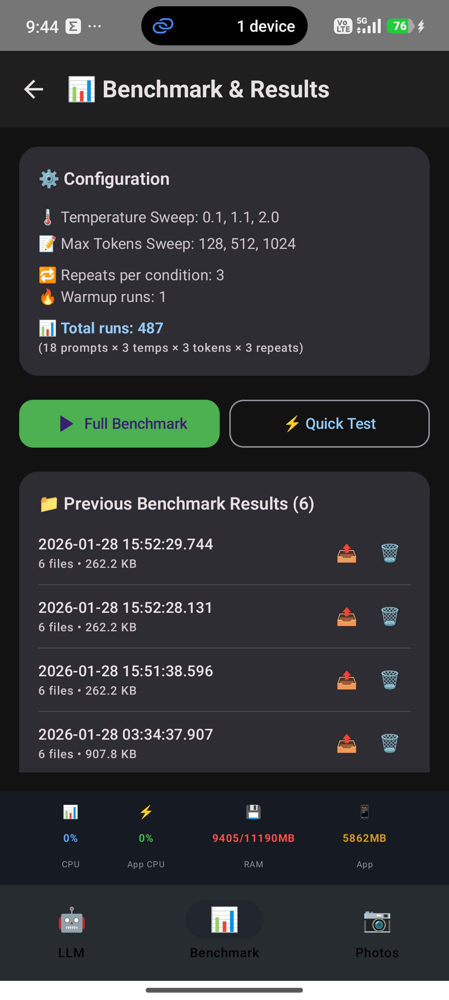 9:44 Σ ... 1 device Vo LTE 5G 76
Benchmark & Results
Configuration
Temperature Sweep: 0.1, 1.1, 2.0
Max Tokens Sweep: 128, 512, 1024
Repeats per condition: 3
Warmup runs: 1
Total runs: 487
(18 prompts × 3 temps × 3 tokens × 3 repeats)
Full Benchmark
Quick Test
Previous Benchmark Results (6)
2026-01-28 15:52:29.744
6 files • 262.2 KB
2026-01-28 15:52:28.131
6 files • 262.2 KB
2026-01-28 15:51:38.596
6 files • 262.2 KB
2026-01-28 03:34:37.907
6 files • 907.8 KB
0% 0% 9405/11190MB 5862MB
CPU App CPU RAM App
LLM Benchmark Photos